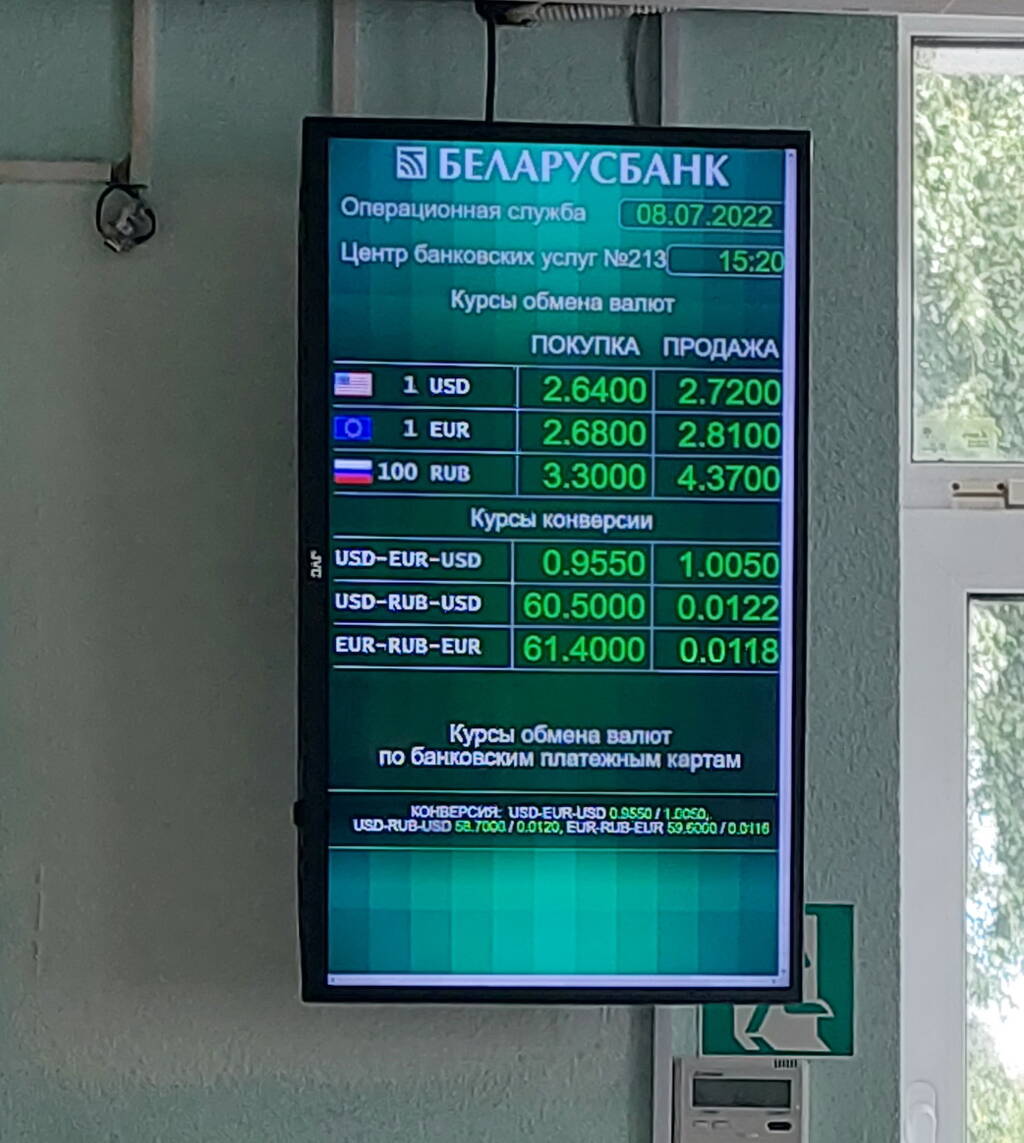 БЕЛАРУСБАНК
Операционная служба 08.07.2022
Центр банковских услуг №213 15:20
Курсы обмена валют
ПОКУПКА ПРОДАЖА
1 USD 2.6400 2.7200
1 EUR 2.6800 2.8100
100 RUB 3.3000 4.3700
Курсы конверсии
USD-EUR-USD 0.9550 1.0050
USD-RUB-USD 60.5000 0.0122
EUR-RUB-EUR 61.4000 0.0118
Курсы обмена валют
по банковским платежным картам
КОНВЕРСИЯ: USD-EUR-USD 0.9550 / 1.0050,
USD-RUB-USD 58.7000 / 0.0120, EUR-RUB-EUR 59.6000 / 0.0116
JVC